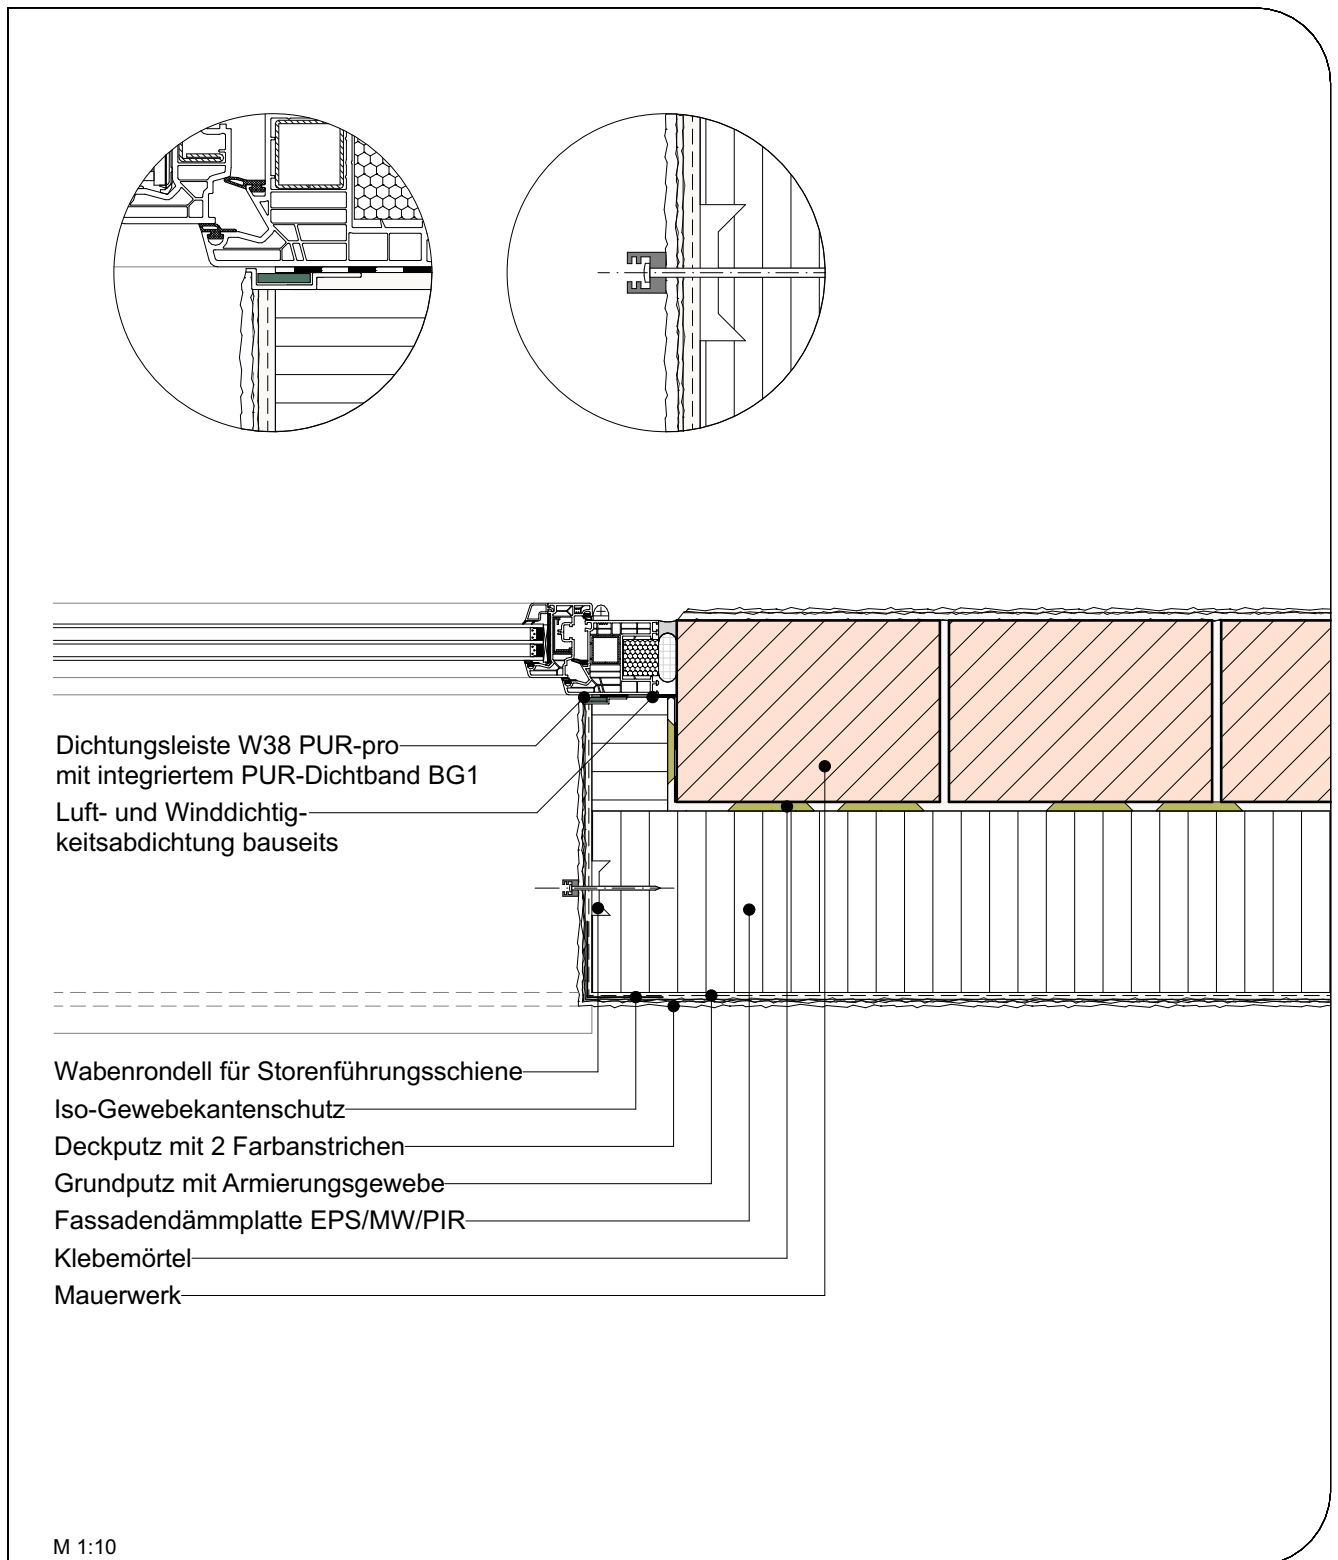 Dichtungsleiste W38 PUR-pro
mit integriertem PUR-Dichtband BG1
Luft- und Winddichtig-
keitsabdichtung bauseits
Wabenrondell für Storenführungsschiene
Iso-Gewebekantenschutz
Deckputz mit 2 Farbanstrichen
Grundputz mit Armierungsgewebe
Fassadendämmplatte EPS/MW/PIR
Klebemörtel
Mauerwerk
M 1:10